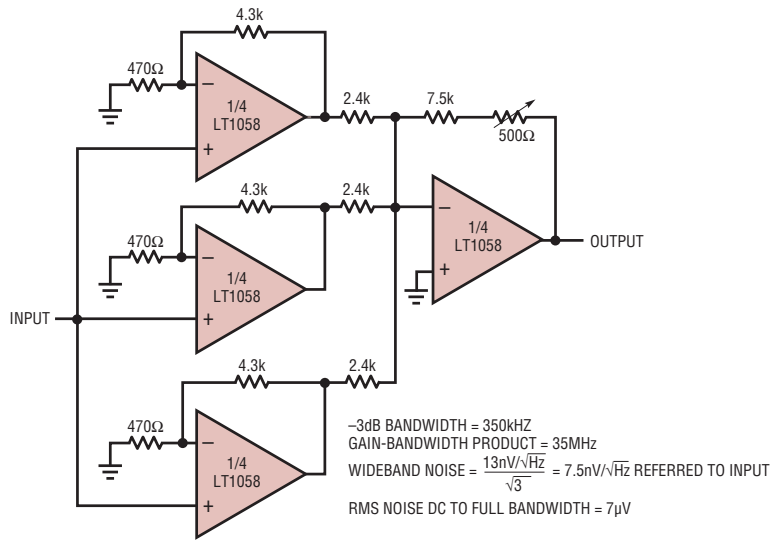 4.3k
470Ω
–
1/4
LT1058
+
2.4k
7.5k
500Ω
4.3k
2.4k
470Ω
–
1/4
LT1058
+
–
1/4
LT1058
+
OUTPUT
INPUT
4.3k
2.4k
470Ω
–
1/4
LT1058
+
–3dB BANDWIDTH = 350kHZ
GAIN-BANDWIDTH PRODUCT = 35MHz
WIDEBAND NOISE = 13nV/√Hz / √3 = 7.5nV/√Hz REFERRED TO INPUT
RMS NOISE DC TO FULL BANDWIDTH = 7µV